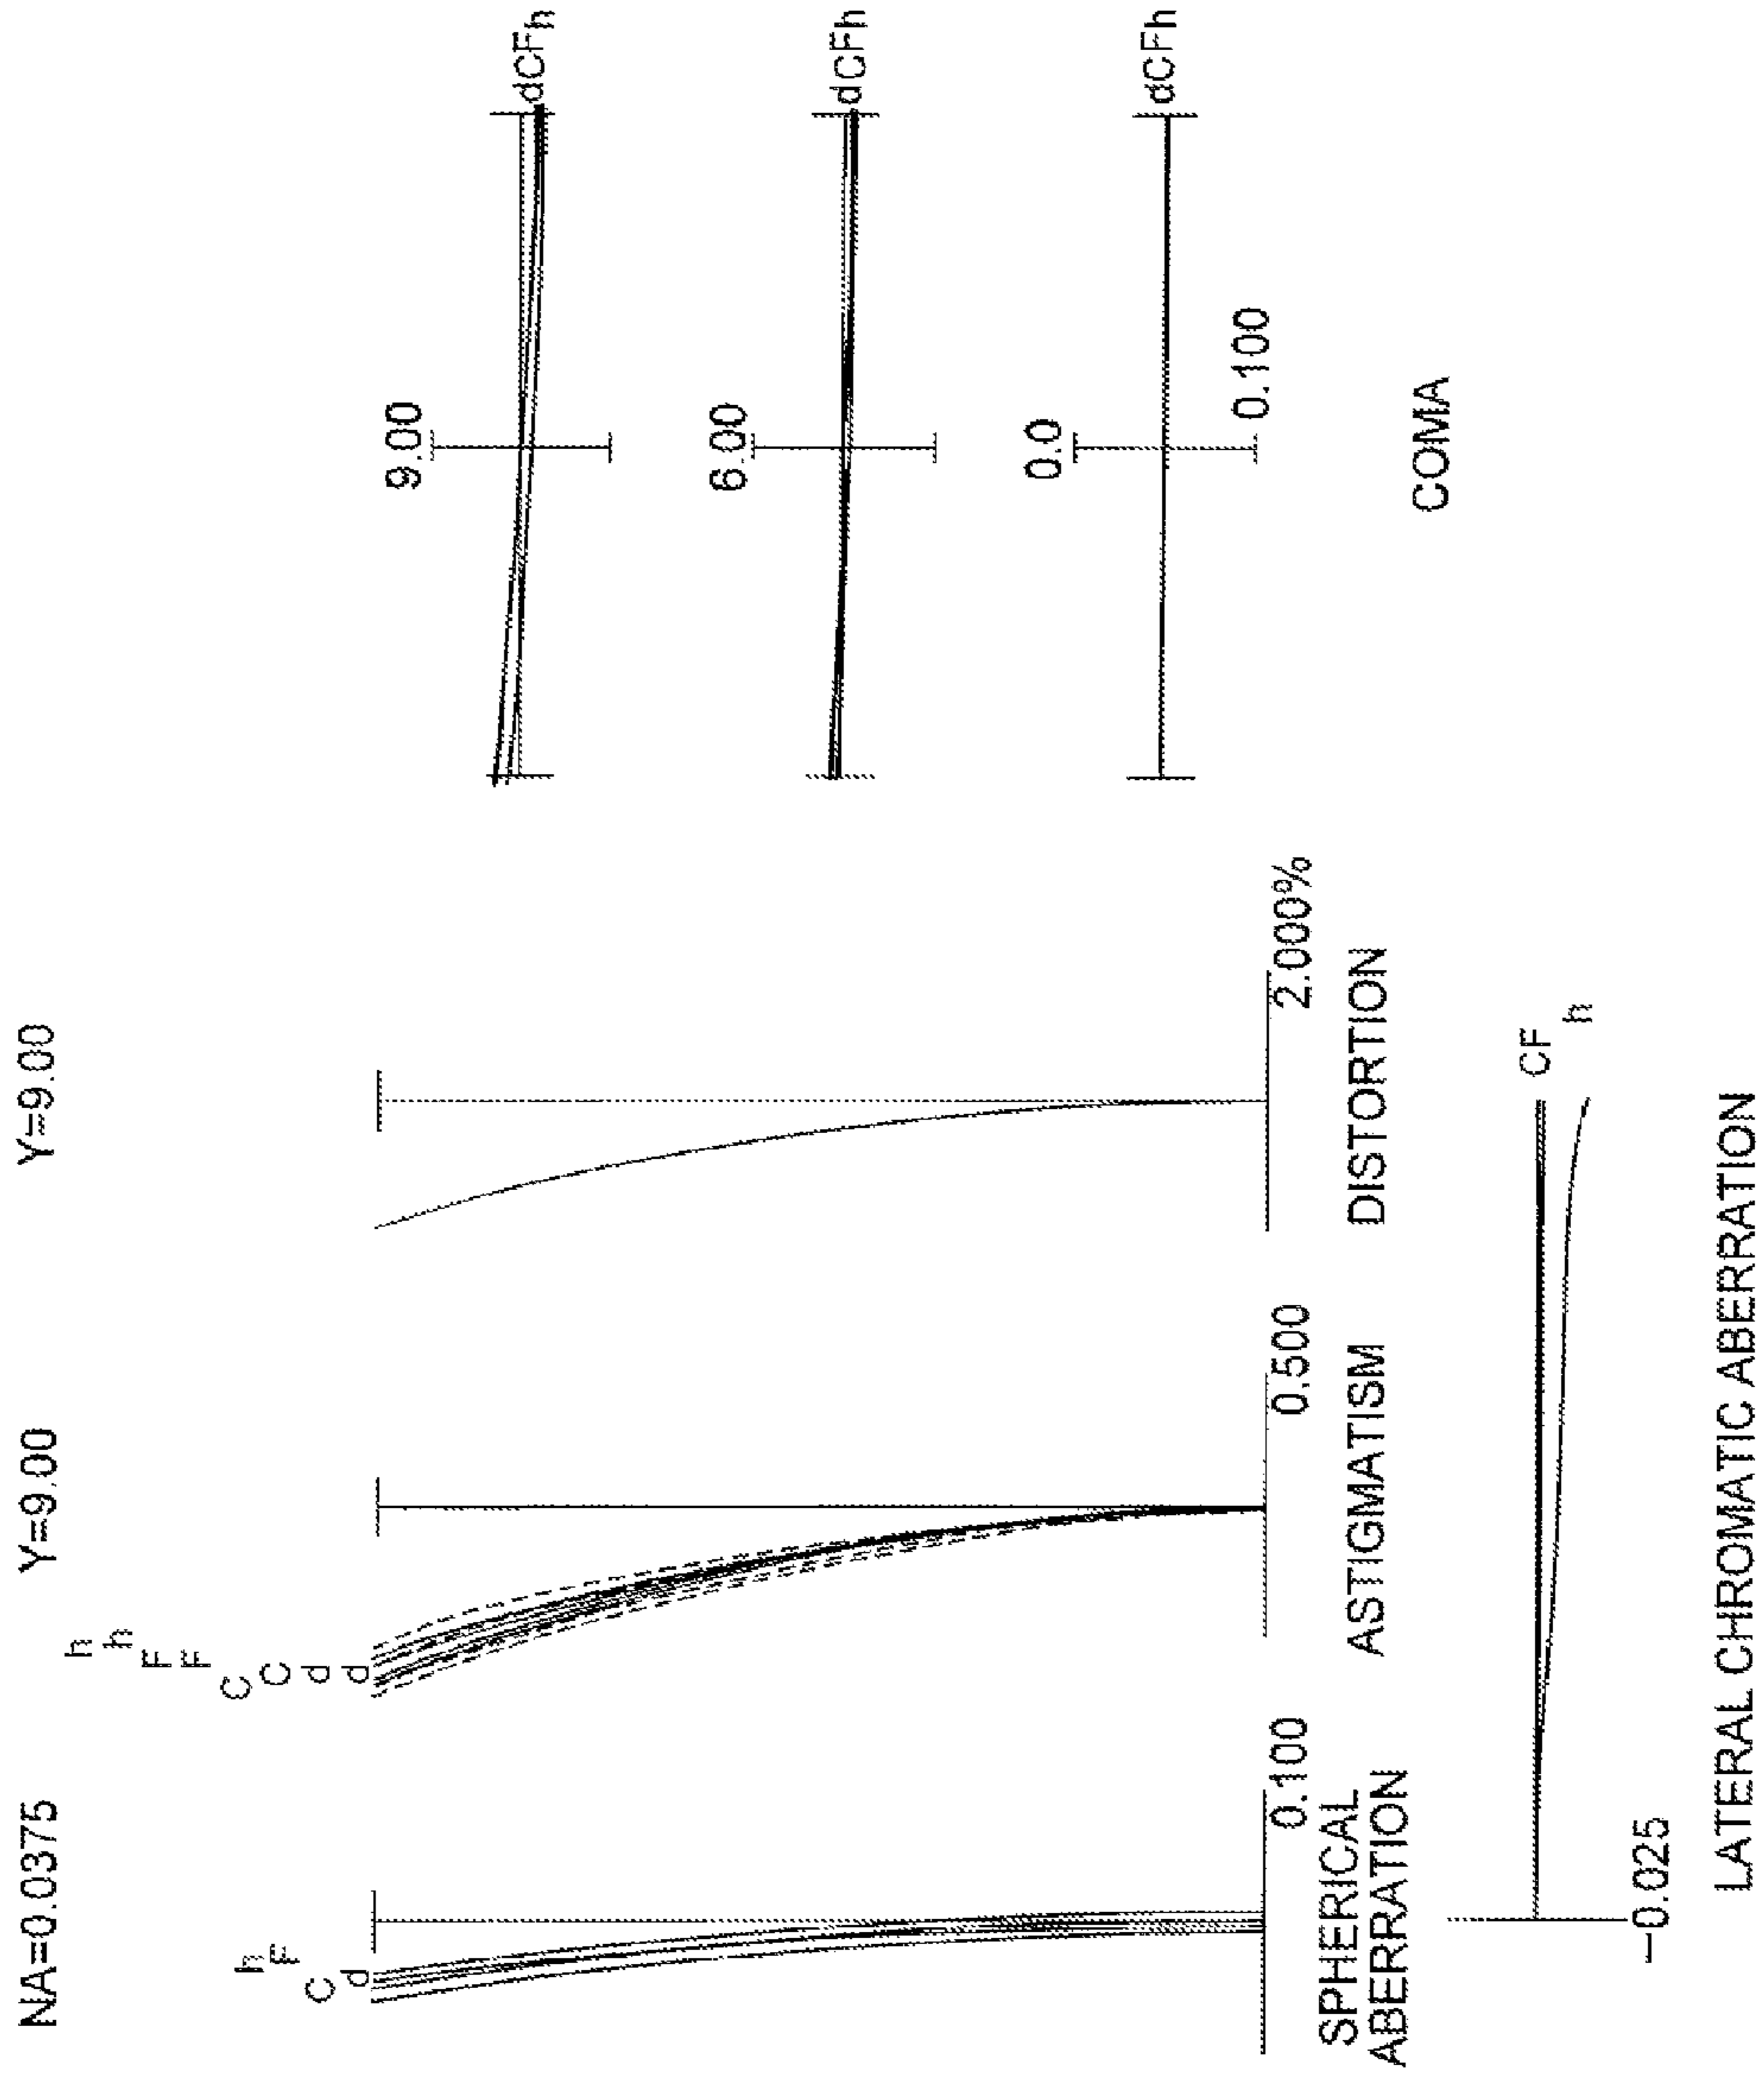 NA=0.0375
Y=9.00
Y=9.00
h
F
C
d
h
h
F
F
C
C
d
d
0.100
0.500
2.000%
SPHERICAL
ABERRATION
ASTIGMATISM
DISTORTION
9.00
dCFh
6.00
dCFh
0.0
dCFh
0.100
COMA
CF
h
−0.025
LATERAL CHROMATIC ABERRATION